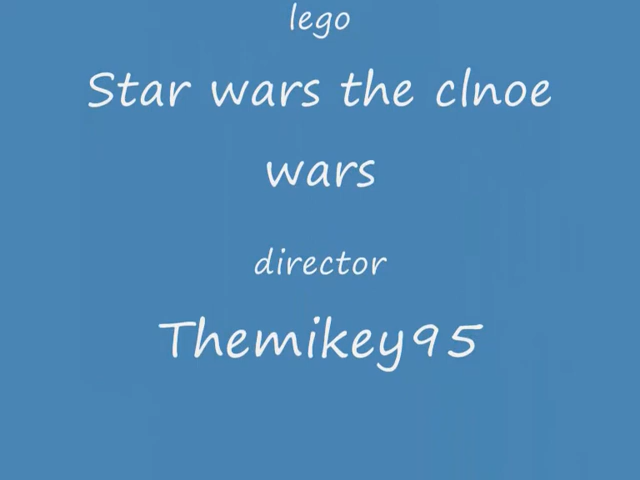 lego
Star wars the clnoe
wars
director
Themikey95